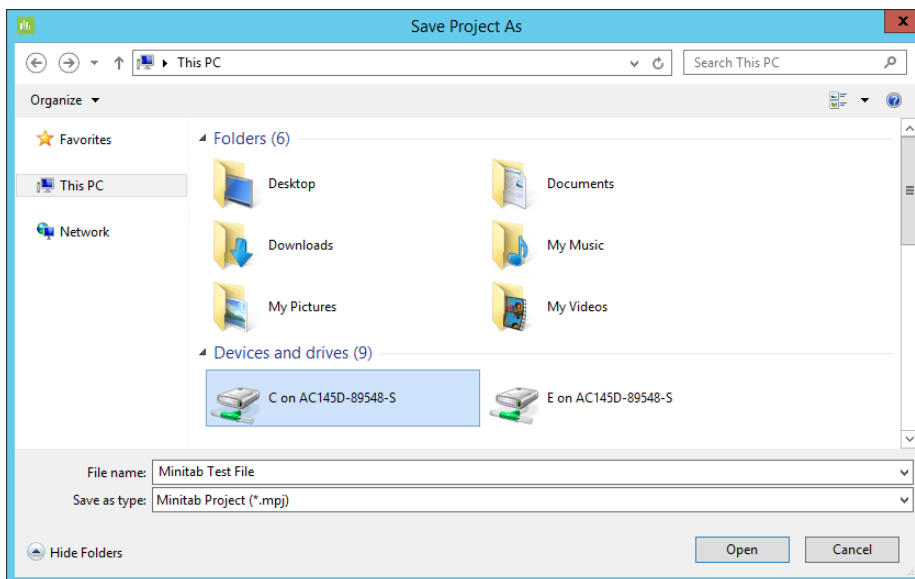 Save Project As
x
This PC
Search This PC
Organize
Favorites
This PC
Network
Folders (6)
Desktop
Documents
Downloads
My Music
My Pictures
My Videos
Devices and drives (9)
C on AC145D-89548-S
E on AC145D-89548-S
File name: Minitab Test File
Save as type: Minitab Project (*.mpj)
Hide Folders
Open
Cancel